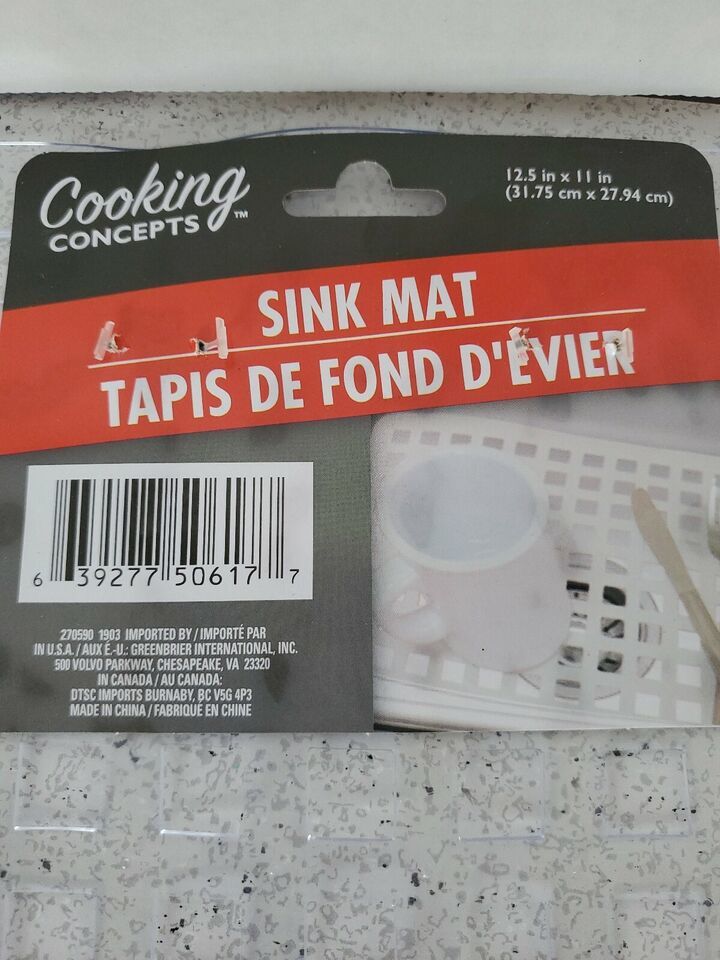 Cooking
CONCEPTS™
12.5 in x 11 in
(31.75 cm x 27.94 cm)
SINK MAT
TAPIS DE FOND D'ÉVIER
6 39277 50617 7
270590 1903 IMPORTED BY / IMPORTÉ PAR
IN U.S.A. / AUX É.-U.: GREENBRIER INTERNATIONAL, INC.
500 VOLVO PARKWAY, CHESAPEAKE, VA 23320
IN CANADA / AU CANADA:
DTSC IMPORTS BURNABY, BC V5G 4P3
MADE IN CHINA / FABRIQUÉ EN CHINE